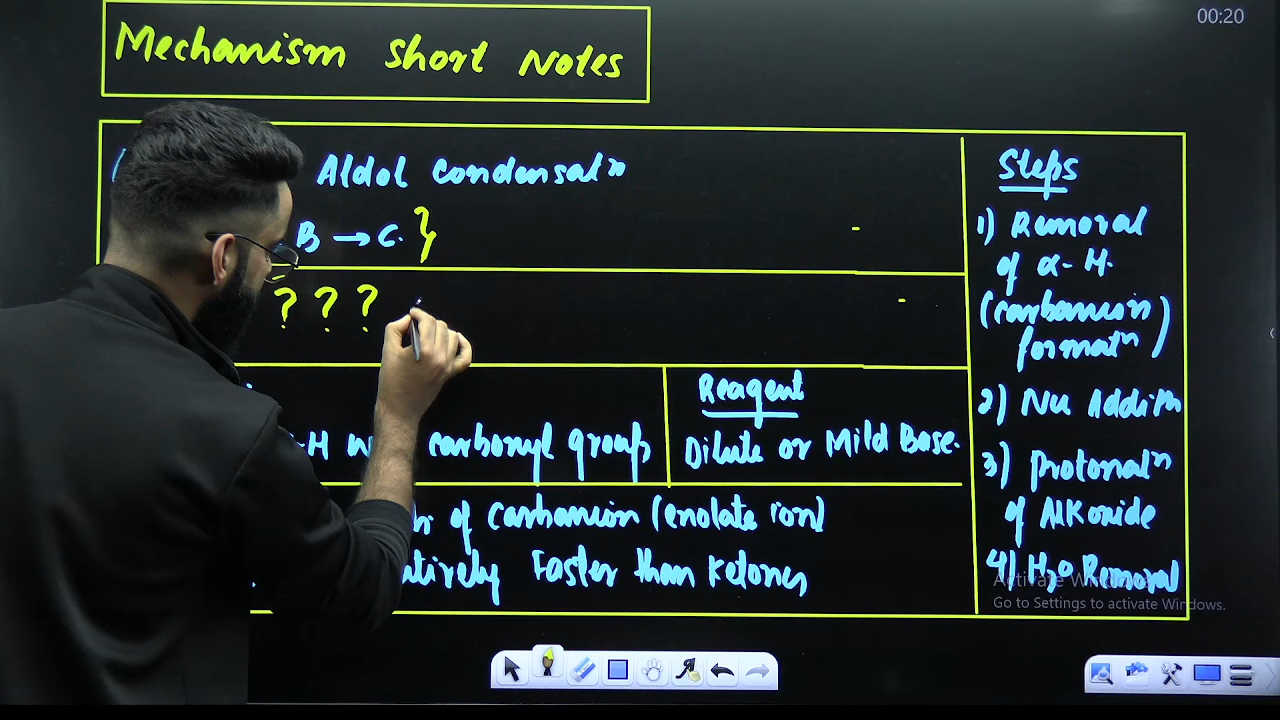 00:20
Mechanism Short Notes
Aldol Condensatn
B → C. }
? ? ?
-H carbonyl group
Reagent
Dilute or Mild Base.
of carbanion (enolate ion)
Faster than Ketones
Steps
1) Removal
of α-H.
(carbanion
formatn)
2) Nu Additn
3) Protonatn
of Alkoxide
4) H2O Removal
Activate Windows
Go to Settings to activate Windows.